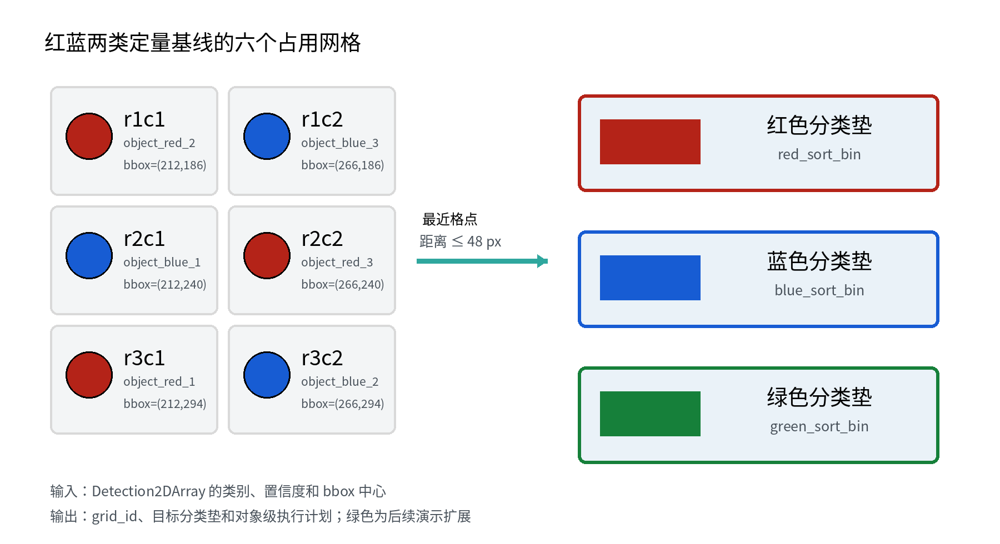 红蓝两类定量基线的六个占用网格
r1c1
object_red_2
bbox=(212,186)
r1c2
object_blue_3
bbox=(266,186)
r2c1
object_blue_1
bbox=(212,240)
r2c2
object_red_3
bbox=(266,240)
r3c1
object_red_1
bbox=(212,294)
r3c2
object_blue_2
bbox=(266,294)
最近格点
距离 ≤ 48 px
红色分类垫
red_sort_bin
蓝色分类垫
blue_sort_bin
绿色分类垫
green_sort_bin
输入：Detection2DArray 的类别、置信度和 bbox 中心
输出：grid_id、目标分类垫和对象级执行计划；绿色为后续演示扩展